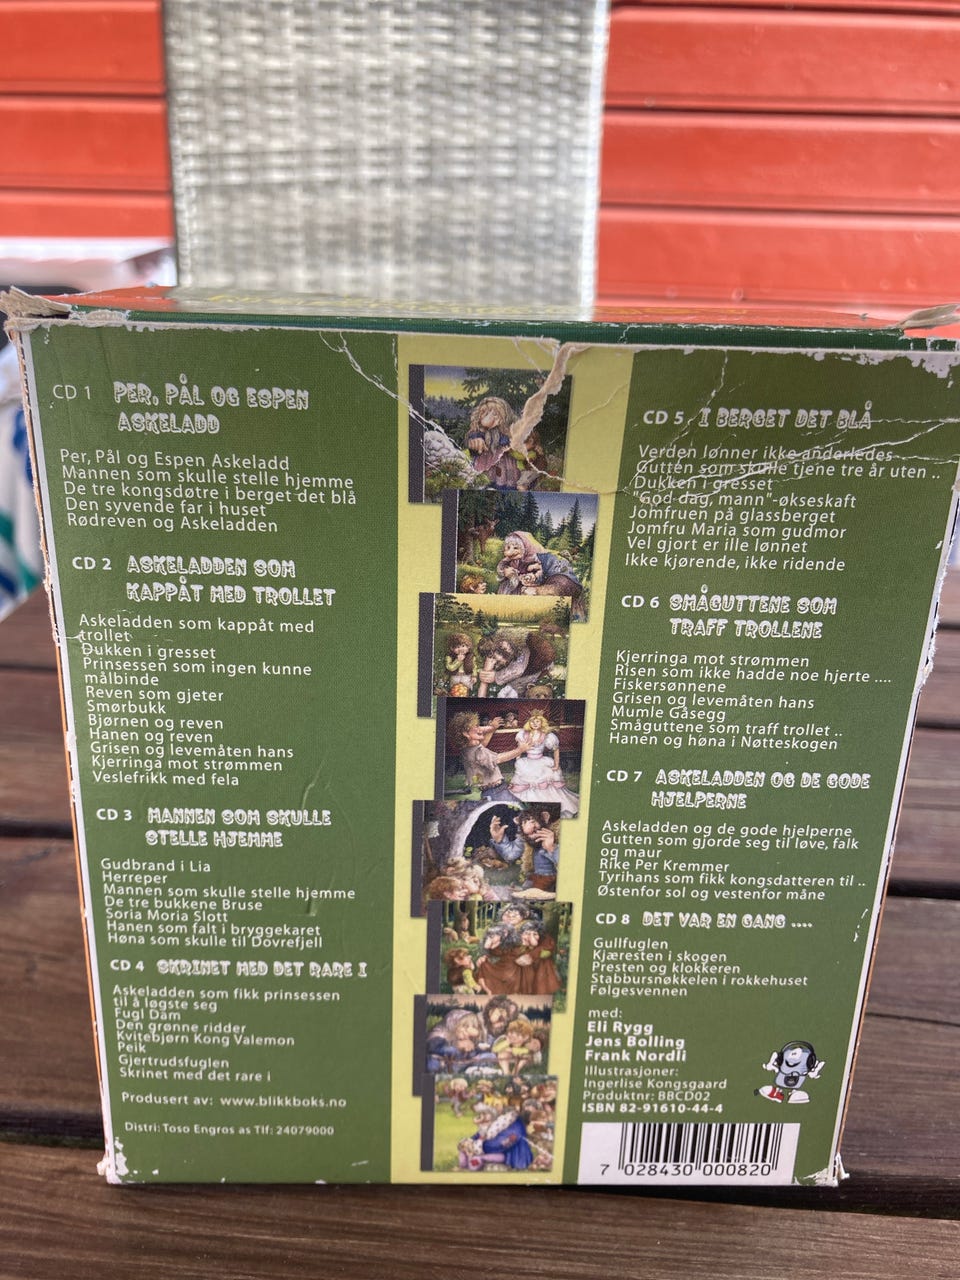 CD 1 PER, PÅL OG ESPEN
ASKELADD
Per, Pål og Espen Askeladd
Mannen som skulle stelle hjemme
De tre kongsdøtre i berget det blå
Den syvende far i huset
Rødreven og Askeladden
CD 2 ASKELADDEN SOM
KAPPÅT MED TROLLET
Askeladden som kappåt med
trollet
Dukken i gresset
Prinsessen som ingen kunne
målbinde
Reven som gjeter
Smørbukk
Bjørnen og reven
Hanen og reven
Grisen og levemåten hans
Kjerringa mot strømmen
Veslefrikk med fela
CD 3 MANNEN SOM SKULLE
STELLE HJEMME
Gudbrand i Lia
Herreper
Mannen som skulle stelle hjemme
De tre bukkene Bruse
Soria Moria Slott
Hanen som falt i bryggekaret
Høna som skulle til Dovrefjell
CD 4 SKRINET MED DET RARE I
Askeladden som fikk prinsessen
til å løgste seg
Fugl Dam
Den grønne ridder
Kvitebjørn Kong Valemon
Peik
Gjertrudsfuglen
Skrinet med det rare i
Produsert av: www.blikkboks.no
Distri: Toso Engros as Tlf: 24079000
CD 5 I BERGET DET BLÅ
Verden lønner ikke anderledes
Gutten som skulle tjene tre år uten ..
Dukken i gresset
"God dag, mann"-økseskaft
Jomfruen på glassberget
Jomfru Maria som gudmor
Vel gjort er ille lønnet
Ikke kjørende, ikke ridende
CD 6 SMÅGUTTENE SOM
TRAFF TROLLENE
Kjerringa mot strømmen
Risen som ikke hadde noe hjerte ....
Fiskersønnene
Grisen og levemåten hans
Mumle Gåsegg
Småguttene som traff trollet ..
Hanen og høna i Nøtteskogen
CD 7 ASKELADDEN OG DE GODE
HJELPERNE
Askeladden og de gode hjelperne
Gutten som gjorde seg til løve, falk
og maur
Rike Per Kremmer
Tyrihans som fikk kongsdatteren til ..
Østenfor sol og vestenfor måne
CD 8 DET VAR EN GANG ....
Gullfuglen
Kjæresten i skogen
Presten og klokkeren
Stabbursnøkkelen i rokkehuset
Følgesvennen
med:
Eli Rygg
Jens Bolling
Frank Nordli
Illustrasjoner:
Ingerlise Kongsgaard
Produktnr: BBCD02
ISBN 82-91610-44-4
7 028430 000820